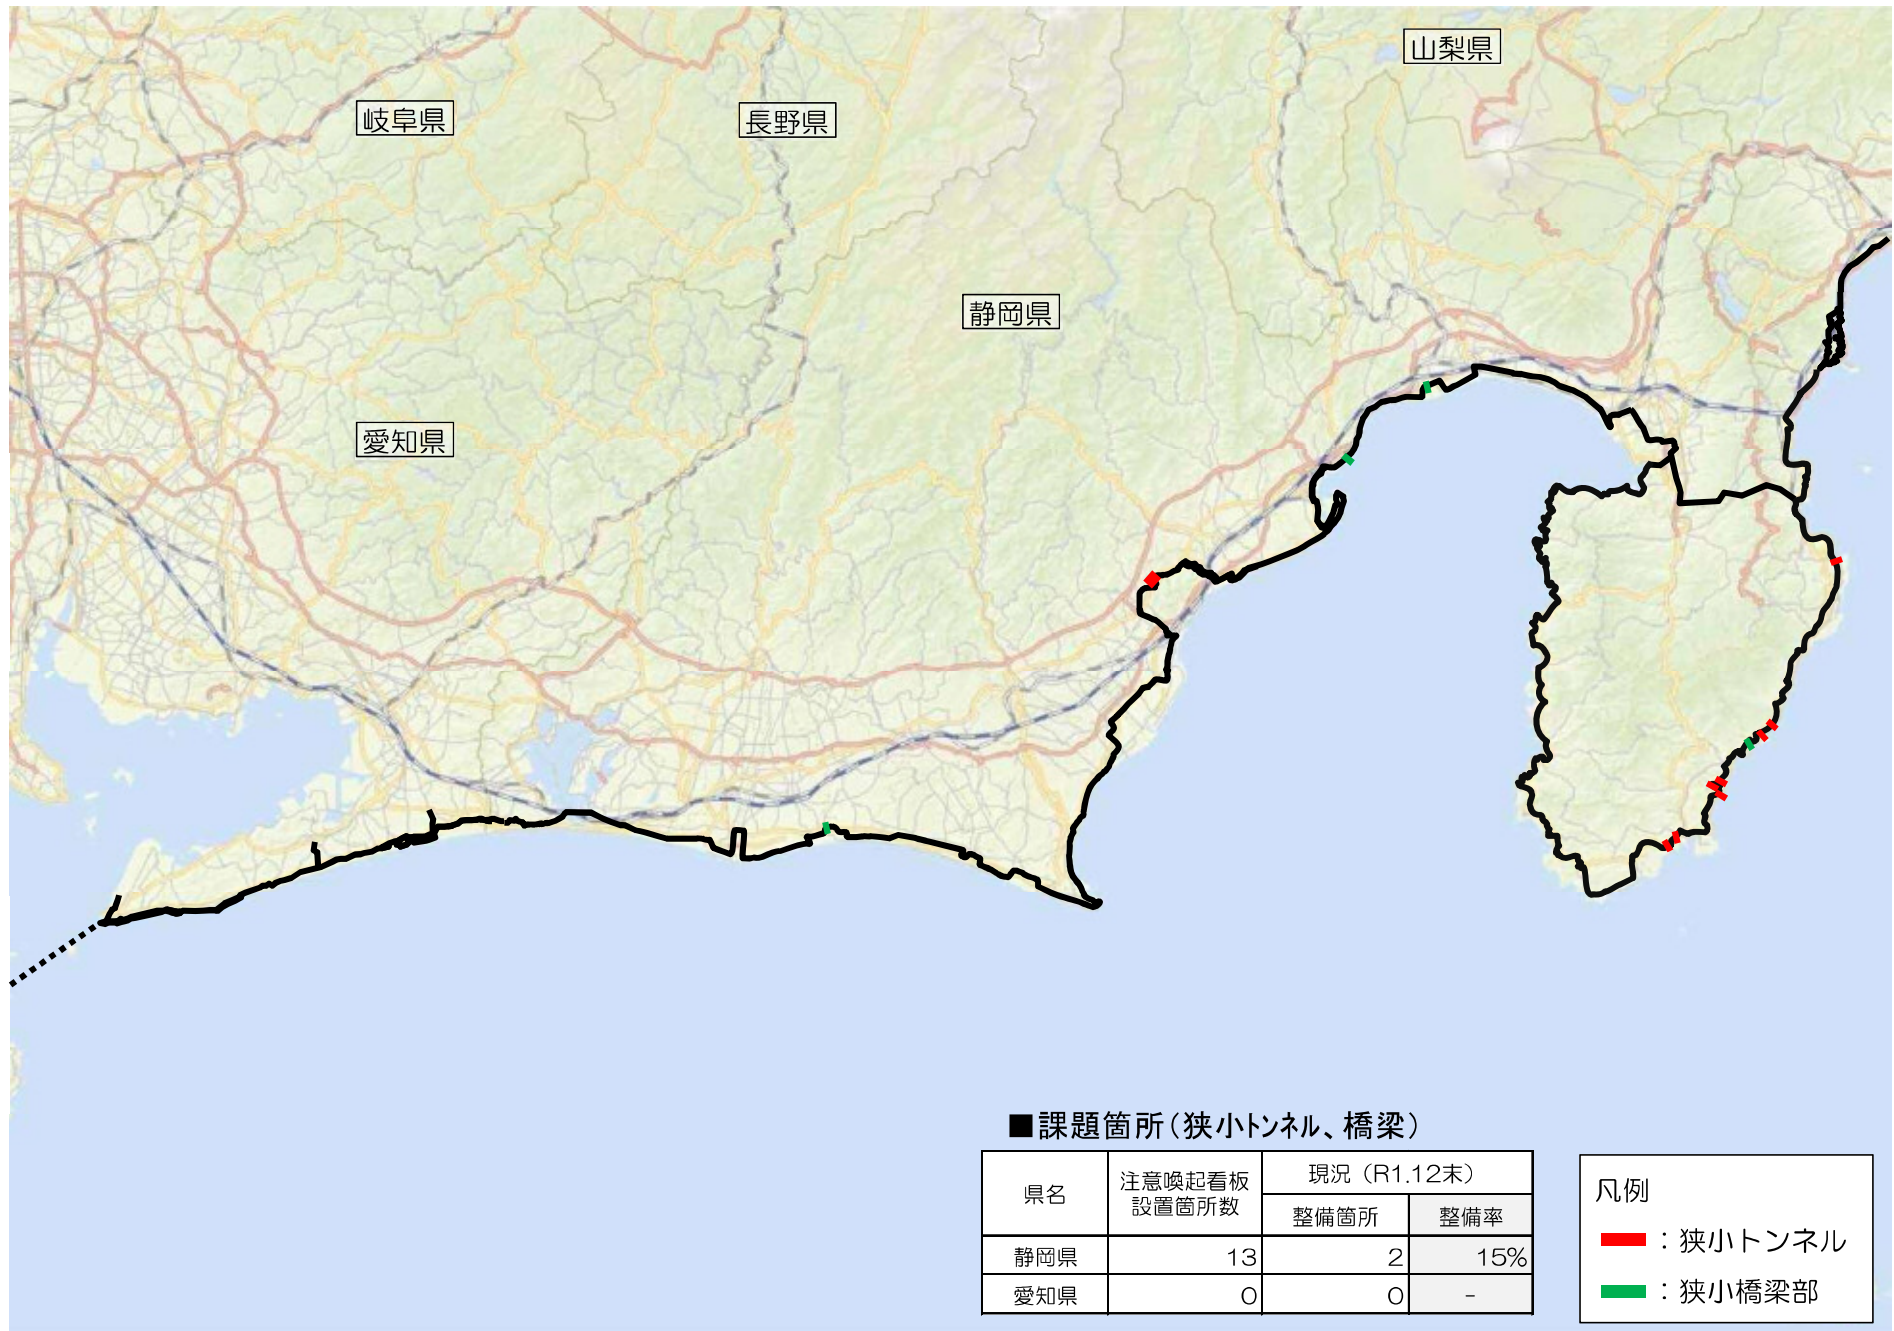 山梨県
岐阜県
長野県
静岡県
愛知県
■課題箇所（狭小トンネル、橋梁）
県名
注意喚起看板
設置箇所数
現況（R1.12末）
整備箇所
整備率
静岡県 13 2 15%
愛知県 0 0 -
凡例
：狭小トンネル
：狭小橋梁部